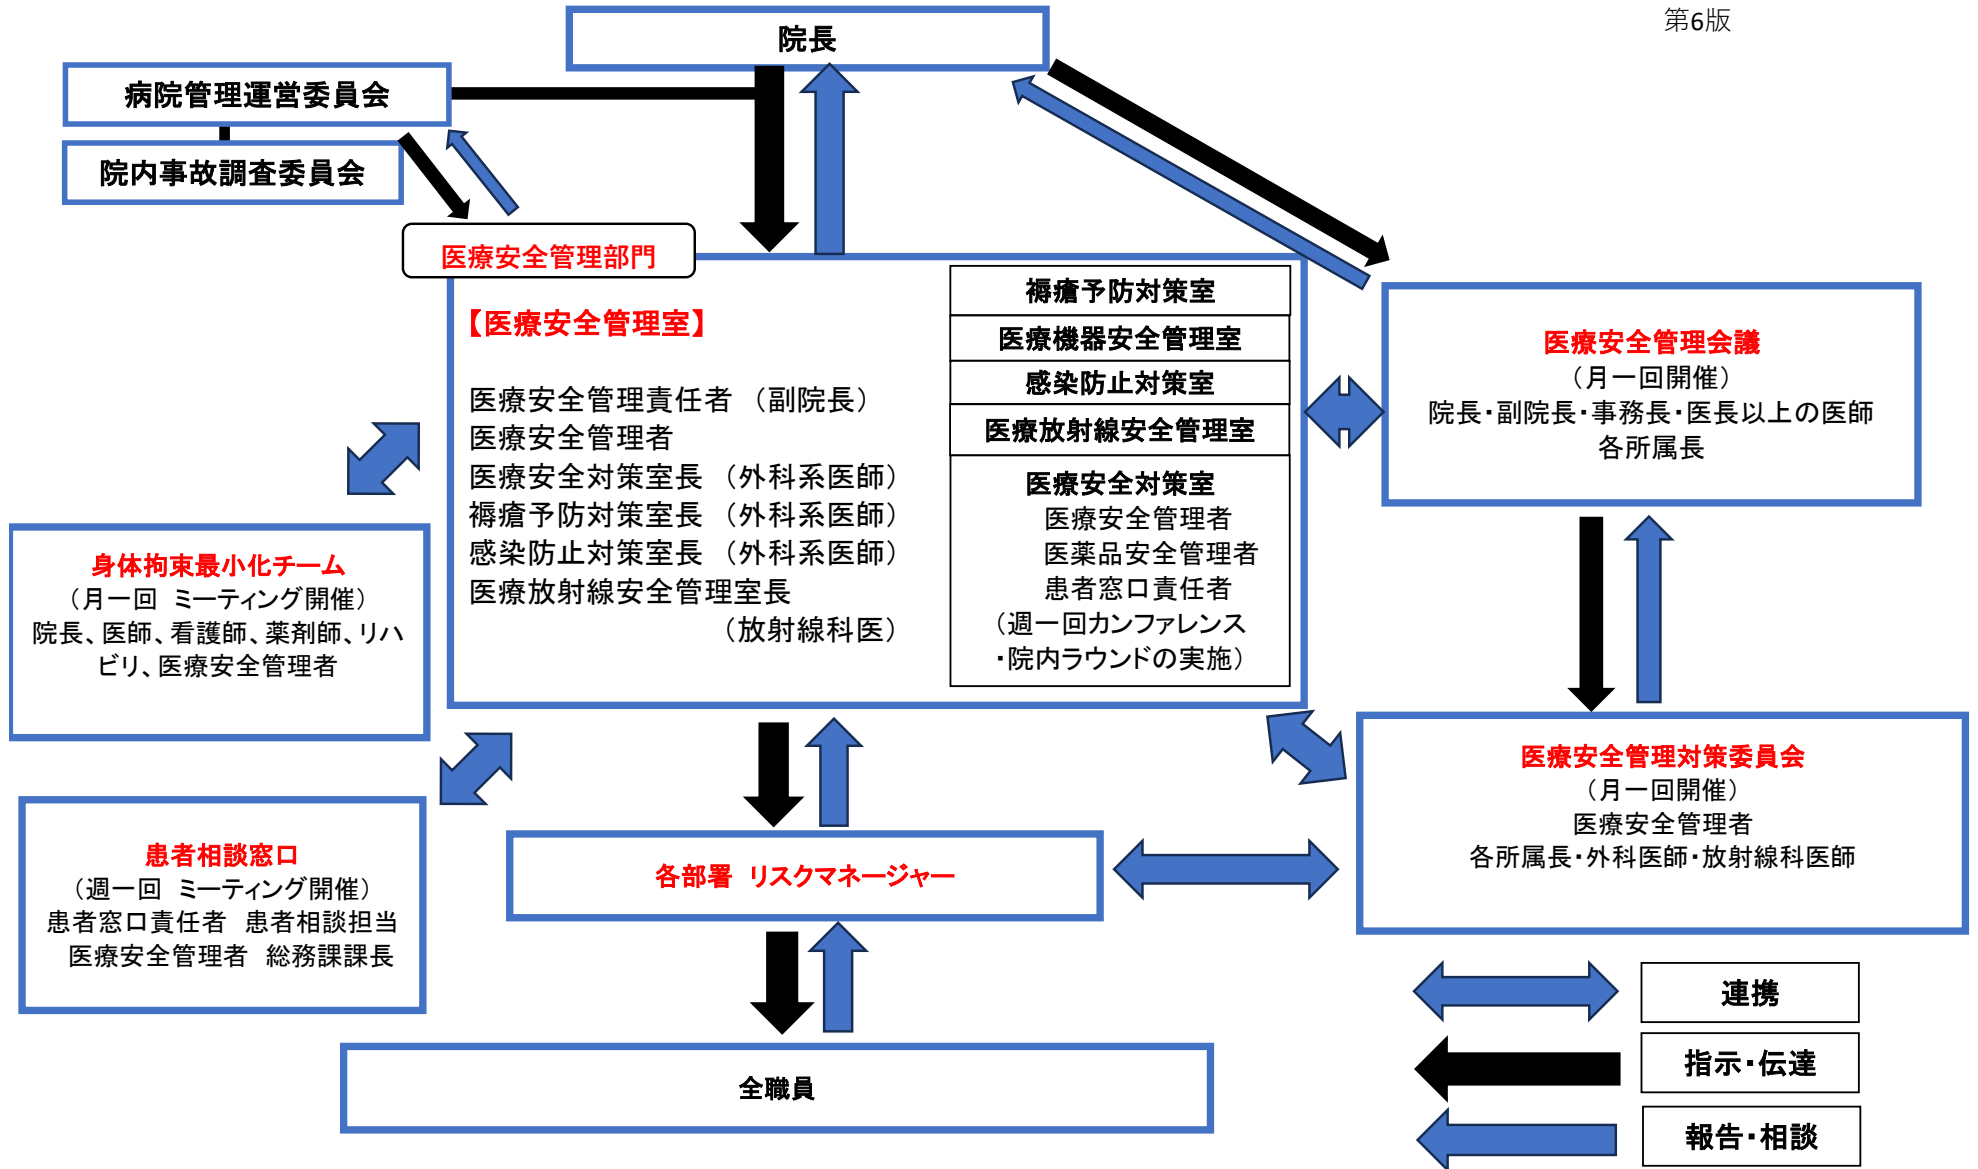 第6版
院長
病院管理運営委員会
院内事故調査委員会
医療安全管理部門
【医療安全管理室】
医療安全管理責任者 （副院長）
医療安全管理者
医療安全対策室長 （外科系医師）
褥瘡予防対策室長 （外科系医師）
感染防止対策室長 （外科系医師）
医療放射線安全管理室長
（放射線科医）
褥瘡予防対策室
医療機器安全管理室
感染防止対策室
医療放射線安全管理室
医療安全対策室
医療安全管理者
医薬品安全管理者
患者窓口責任者
（週一回カンファレンス
・院内ラウンドの実施）
医療安全管理会議
（月一回開催）
院長・副院長・事務長・医長以上の医師
各所属長
身体拘束最小化チーム
（月一回 ミーティング開催）
院長、医師、看護師、薬剤師、リハ
ビリ、医療安全管理者
医療安全管理対策委員会
（月一回開催）
医療安全管理者
各所属長・外科医師・放射線科医師
患者相談窓口
（週一回 ミーティング開催）
患者窓口責任者 患者相談担当
医療安全管理者 総務課課長
各部署 リスクマネージャー
全職員
連携
指示・伝達
報告・相談